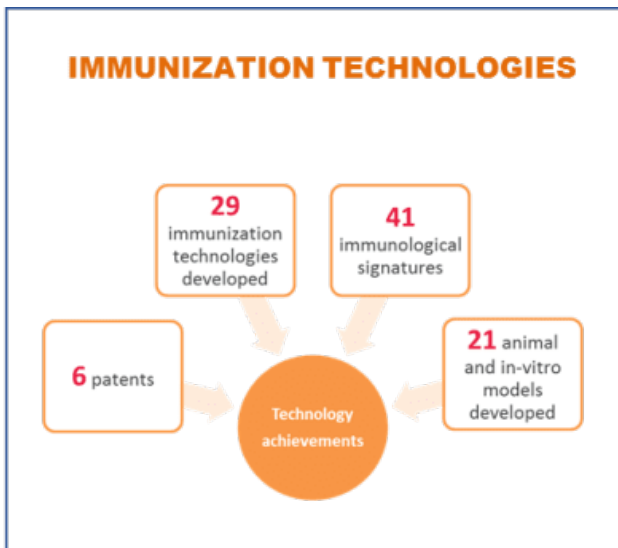 IMMUNIZATION TECHNOLOGIES
29
immunization
technologies
developed
41
immunological
signatures
6 patents
21 animal
and in-vitro
models
developed
Technology
achievements